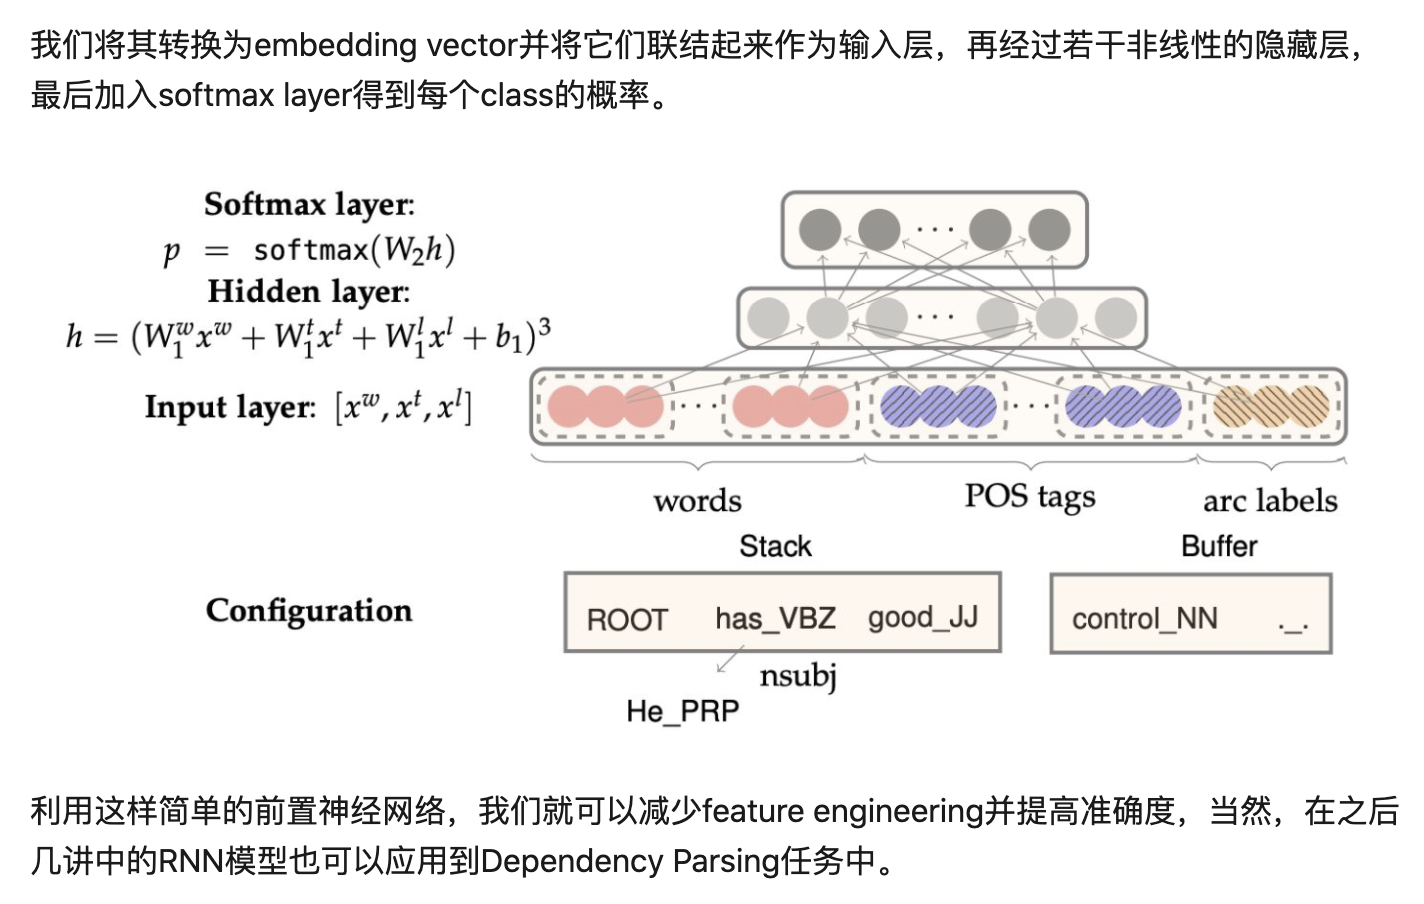 我们将其转换为embedding vector并将它们联结起来作为输入层，再经过若干非线性的隐藏层，
最后加入softmax layer得到每个class的概率。
Softmax layer:
p = softmax(W₂h)
Hidden layer:
h = (W₁ʷxʷ + W₁ᵗxᵗ + W₁ˡxˡ + b₁)³
Input layer: [xʷ, xᵗ, xˡ]
···
···
···
···
words
POS tags
arc labels
Stack
Buffer
Configuration
ROOT has_VBZ good_JJ
control_NN ._.
nsubj
He_PRP
利用这样简单的前置神经网络，我们就可以减少feature engineering并提高准确度，当然，在之后
几讲中的RNN模型也可以应用到Dependency Parsing任务中。